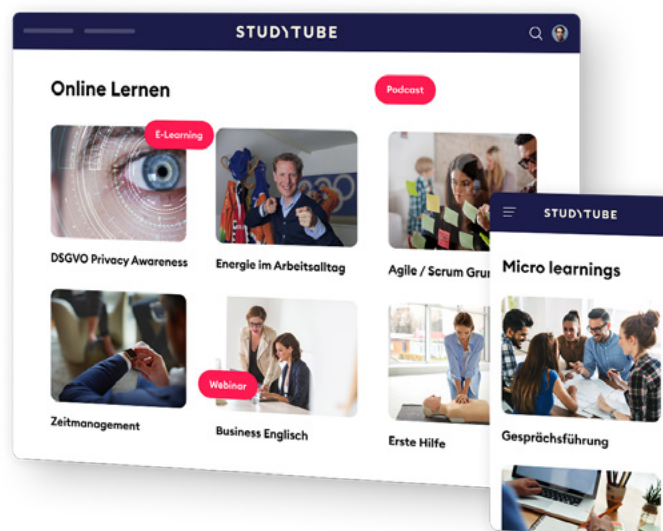 STUDYTUBE
Online Lernen
Podcast
E-Learning
DSGVO Privacy Awareness
Energie im Arbeitsalltag
Agile / Scrum
Zeitmanagement
Webinar
Business Englisch
Erste Hilfe
STUDYTUBE
Micro learnings
Gesprächsführung